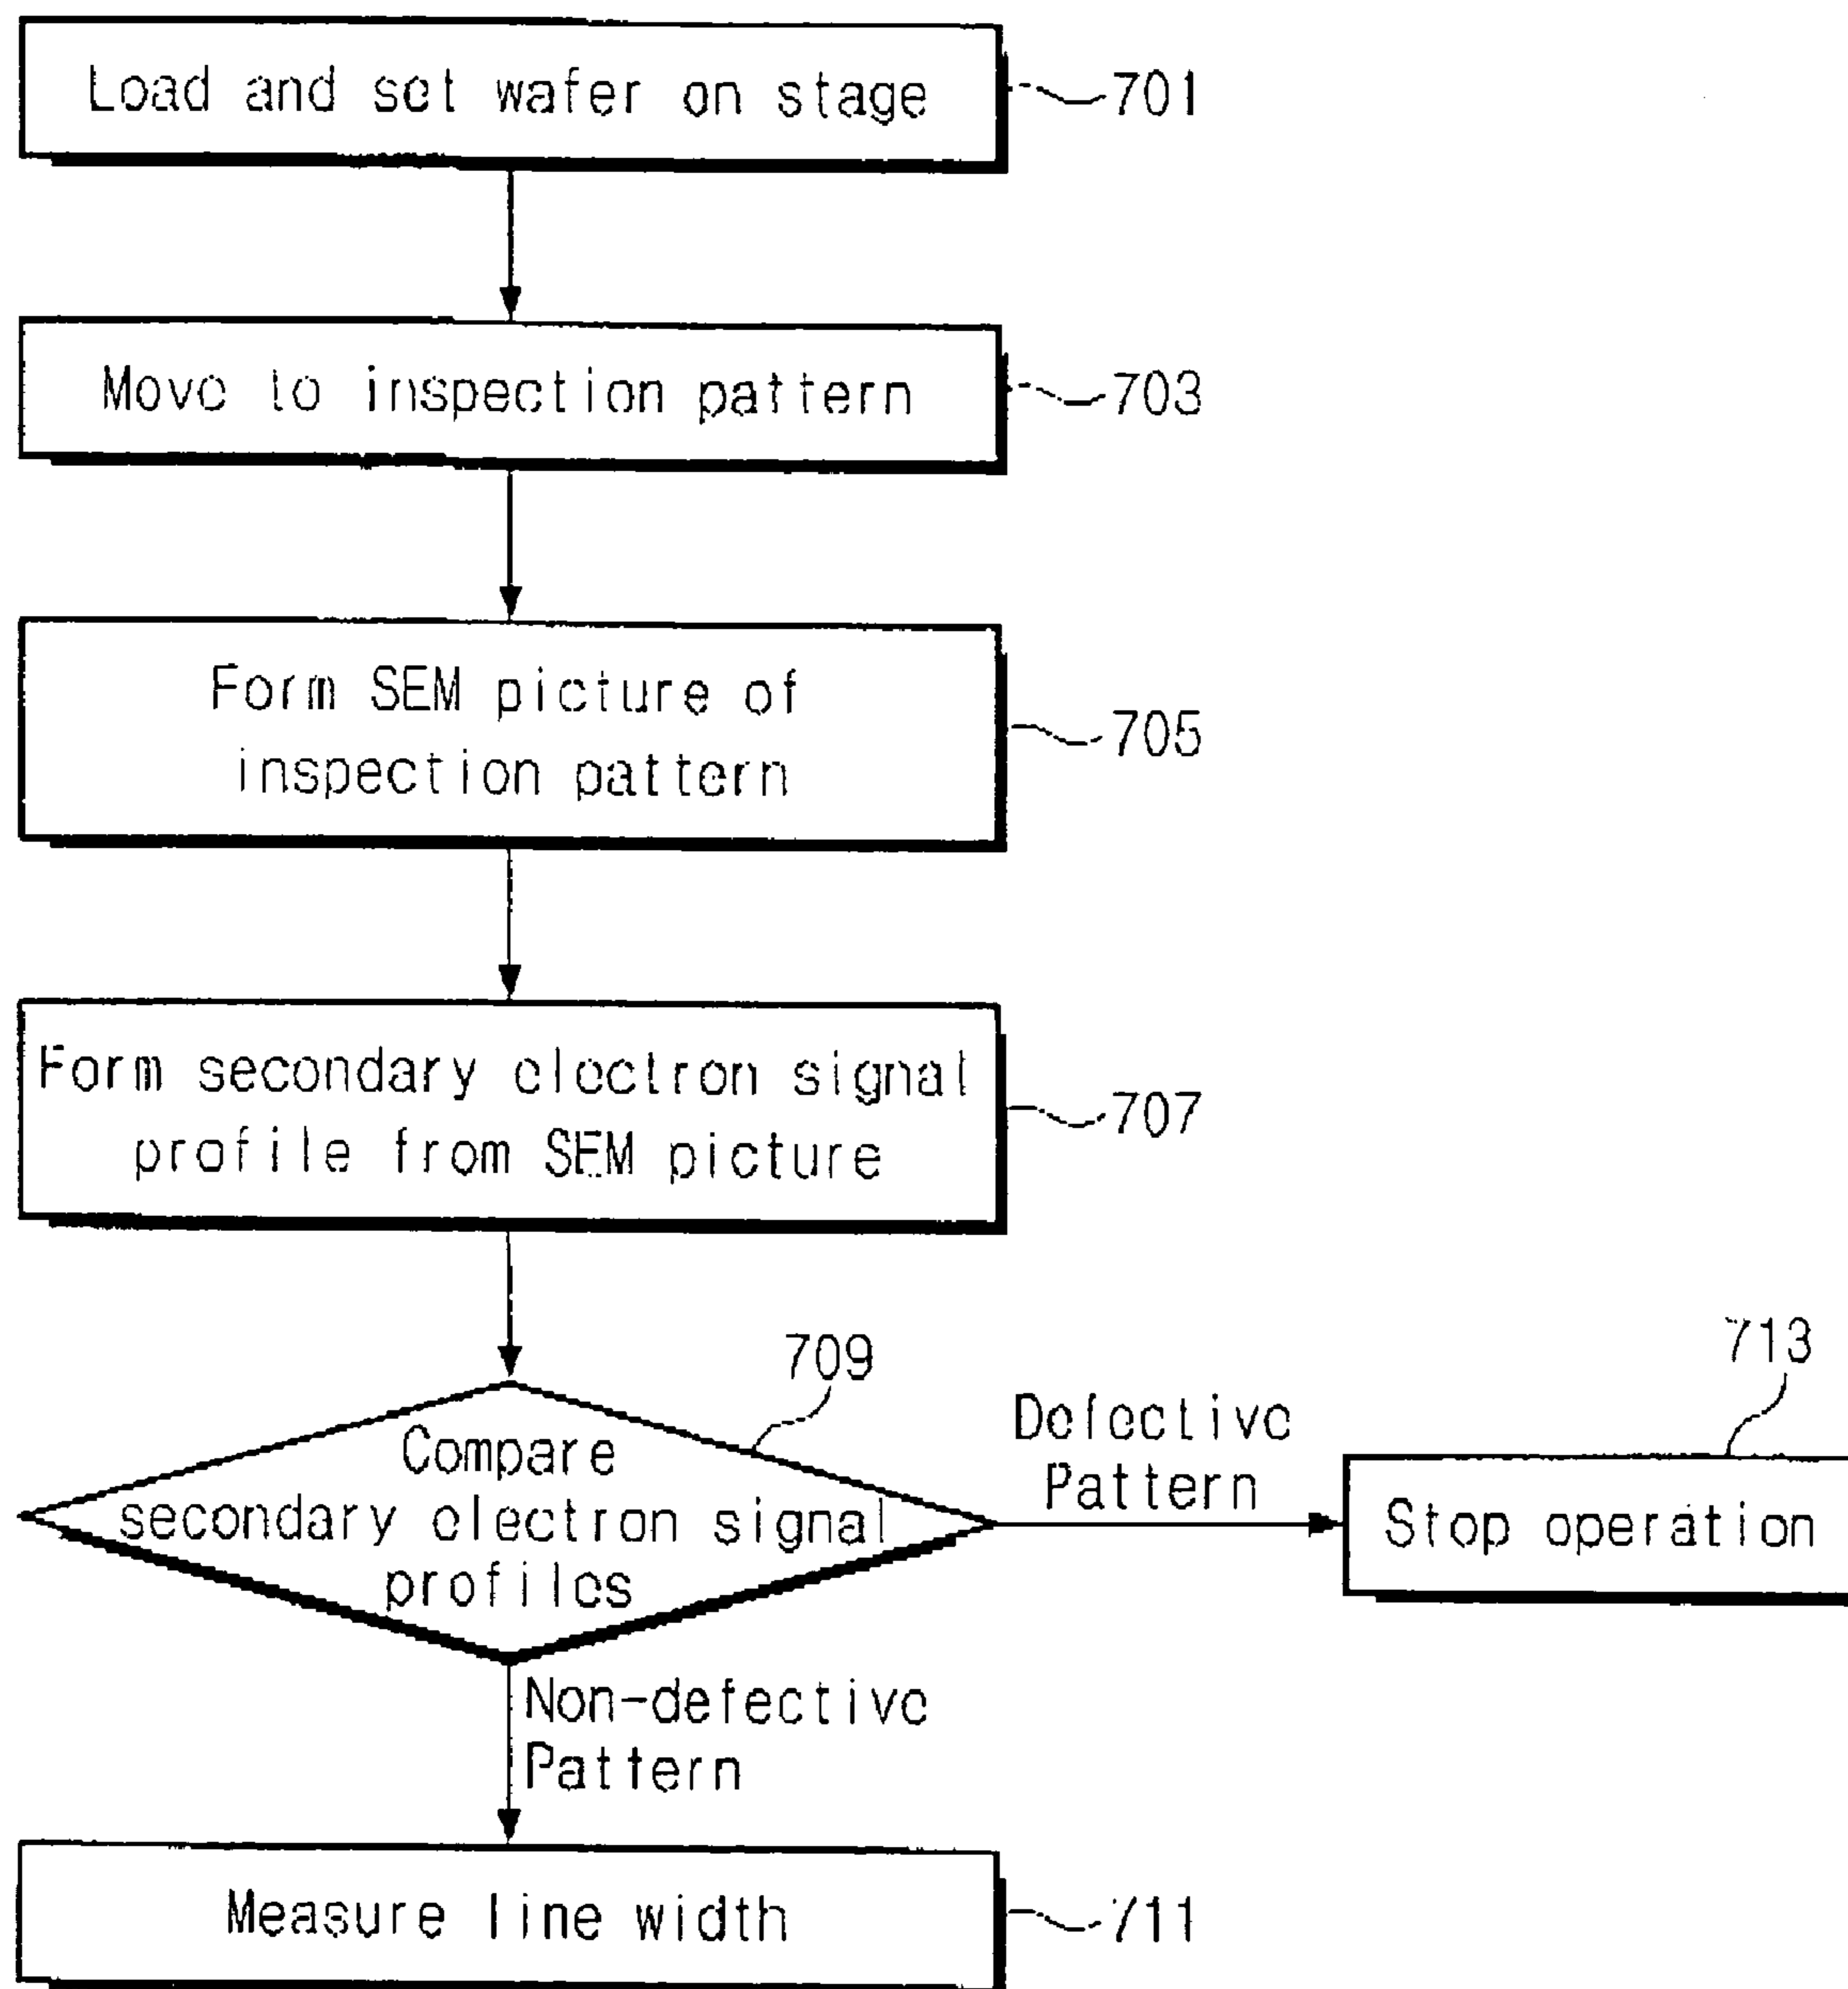 Load and set wafer on stage
701
Move to inspection pattern
703
Form SEM picture of
inspection pattern
705
Form secondary electron signal
profile from SEM picture
707
709
Compare
secondary electron signal
profiles
Defective
Pattern
713
Stop operation
Non-defective
Pattern
Measure line width
711